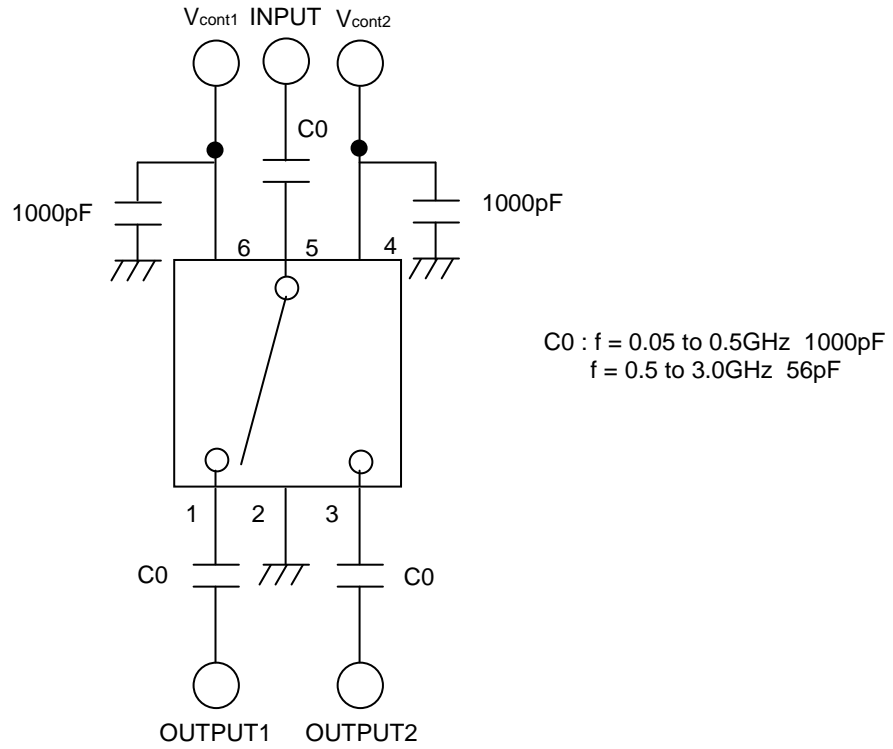 Vcont1 INPUT Vcont2
C0
1000pF
1000pF
6 5 4
C0 : f = 0.05 to 0.5GHz 1000pF
f = 0.5 to 3.0GHz 56pF
1 2 3
C0
C0
OUTPUT1 OUTPUT2